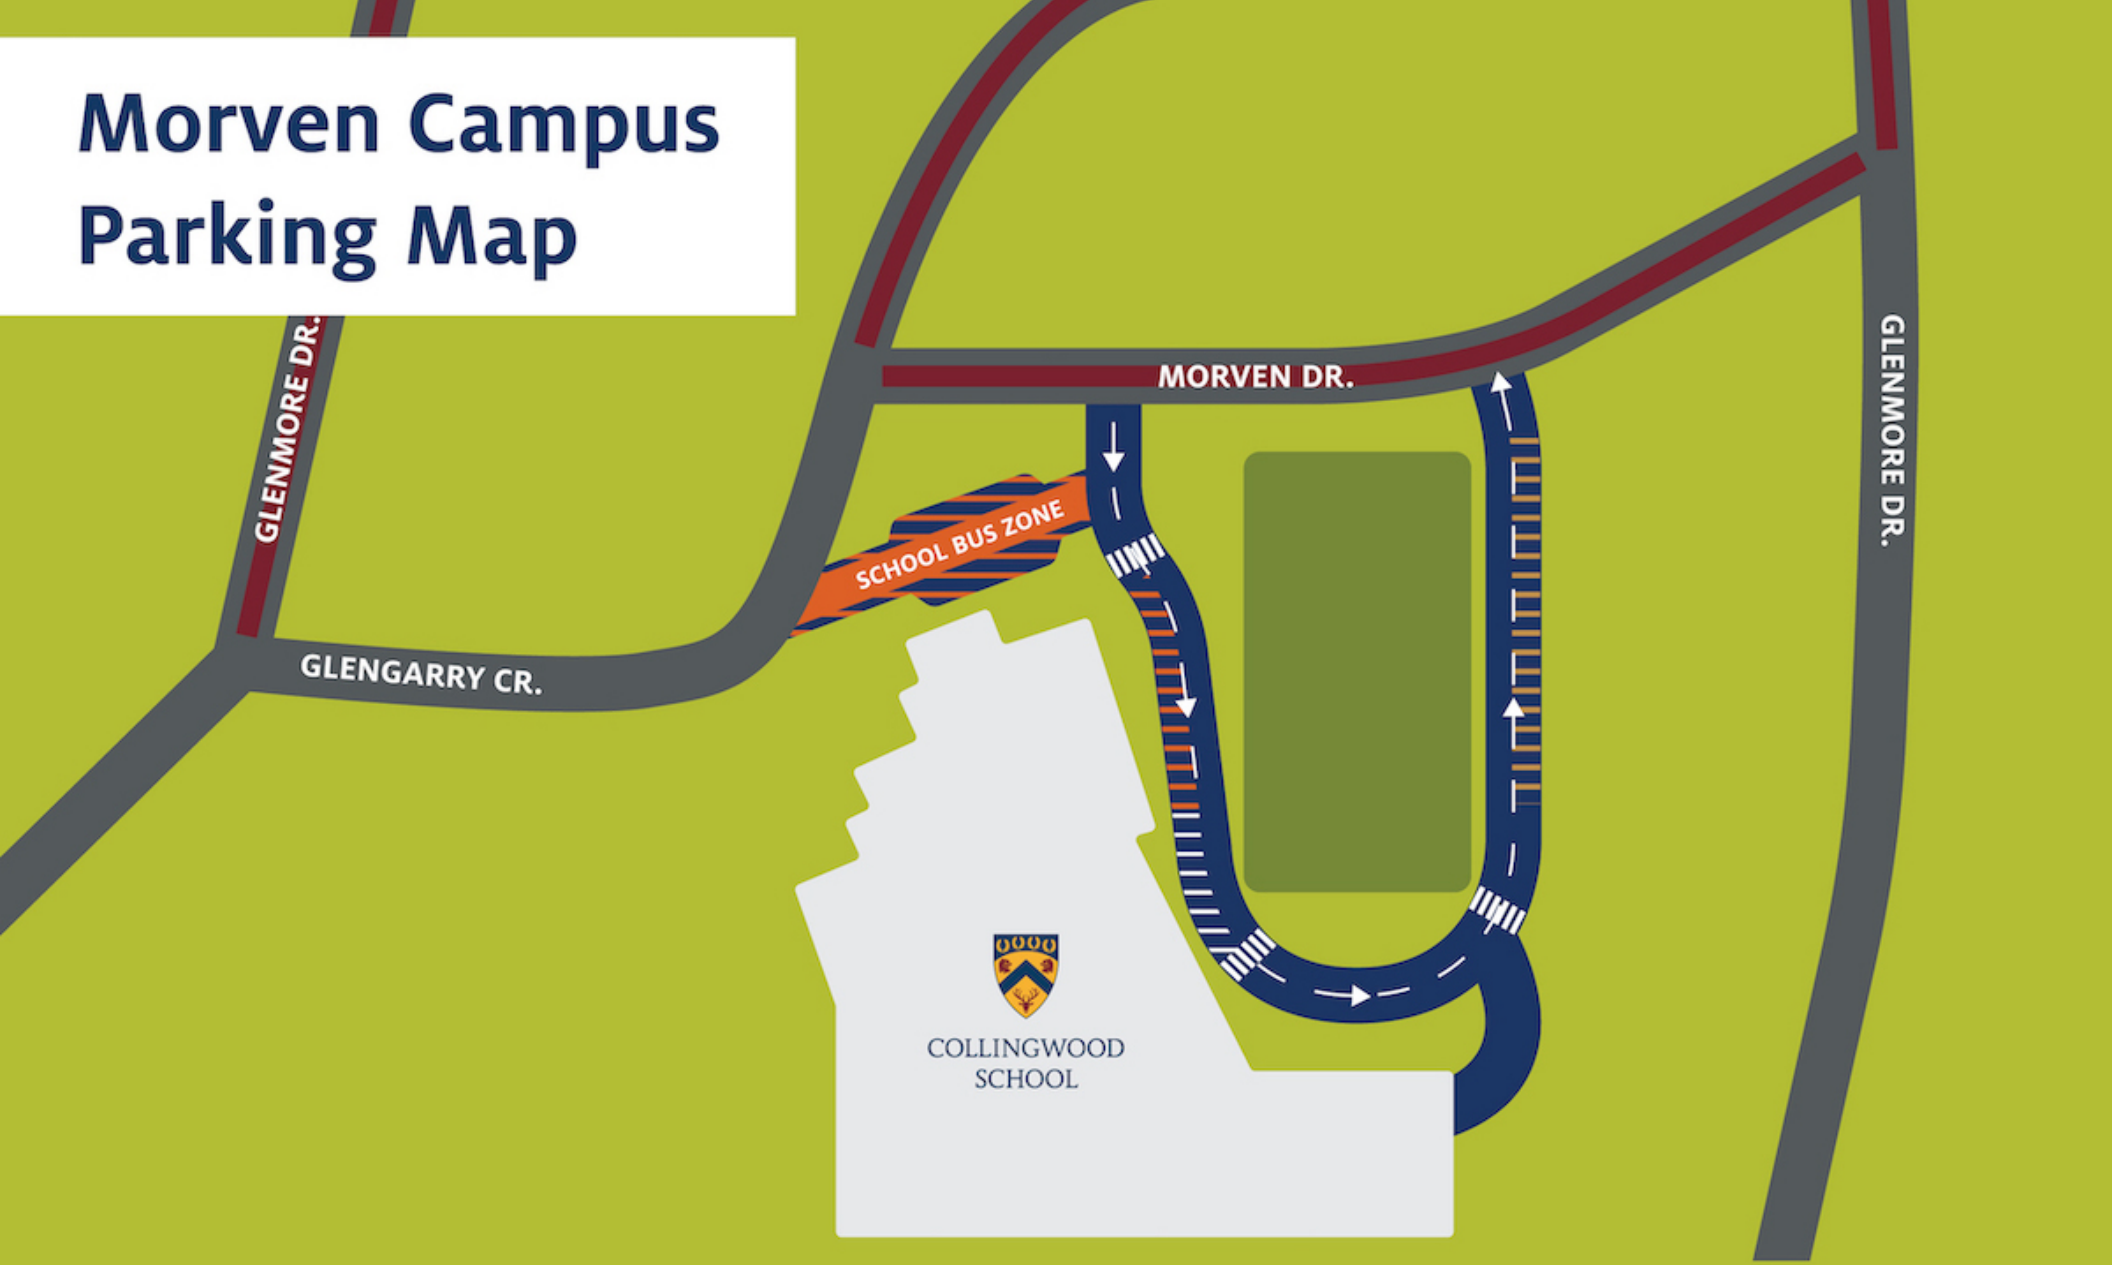 Morven Campus
Parking Map
GLENMORE DR.
MORVEN DR.
GLENMORE DR.
SCHOOL BUS ZONE
GLENGARRY CR.
COLLINGWOOD
SCHOOL